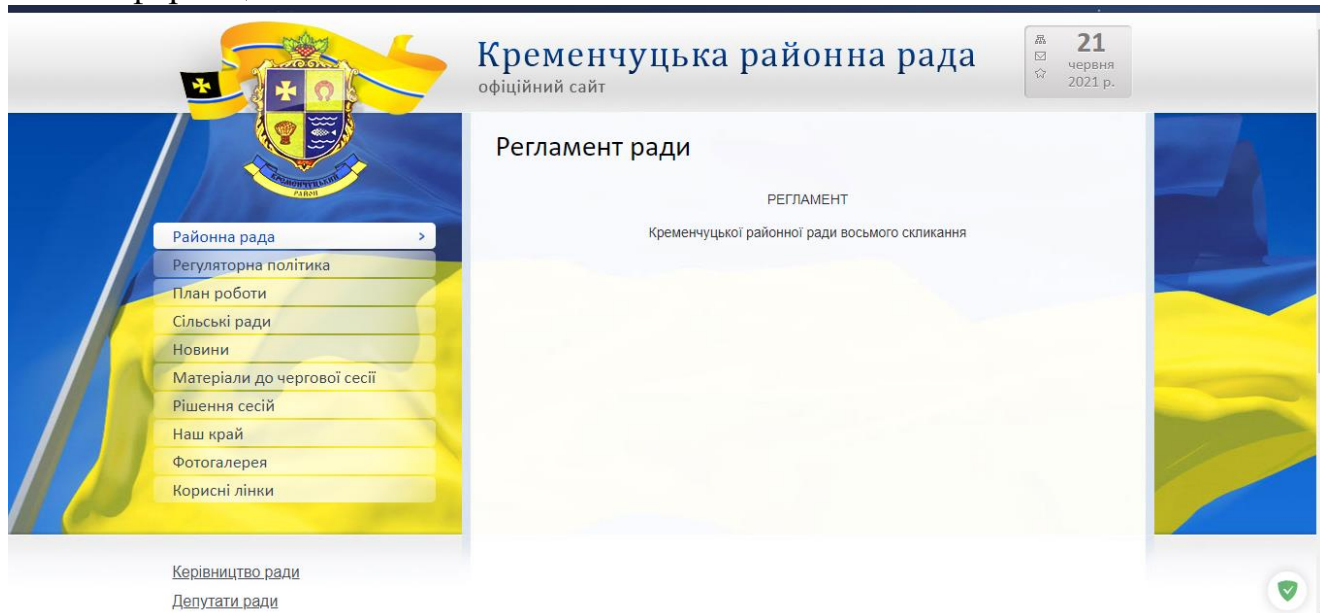 Кременчуцька районна рада
офіційний сайт
21
червня
2021 р.
КРЕМЕНЧУЦЬКИЙ
РАЙОН
Регламент ради
РЕГЛАМЕНТ
Кременчуцької районної ради восьмого скликання
Районна рада >
Регуляторна політика
План роботи
Сільські ради
Новини
Матеріали до чергової сесії
Рішення сесій
Наш край
Фотогалерея
Корисні лінки
Керівництво ради
Депутати ради